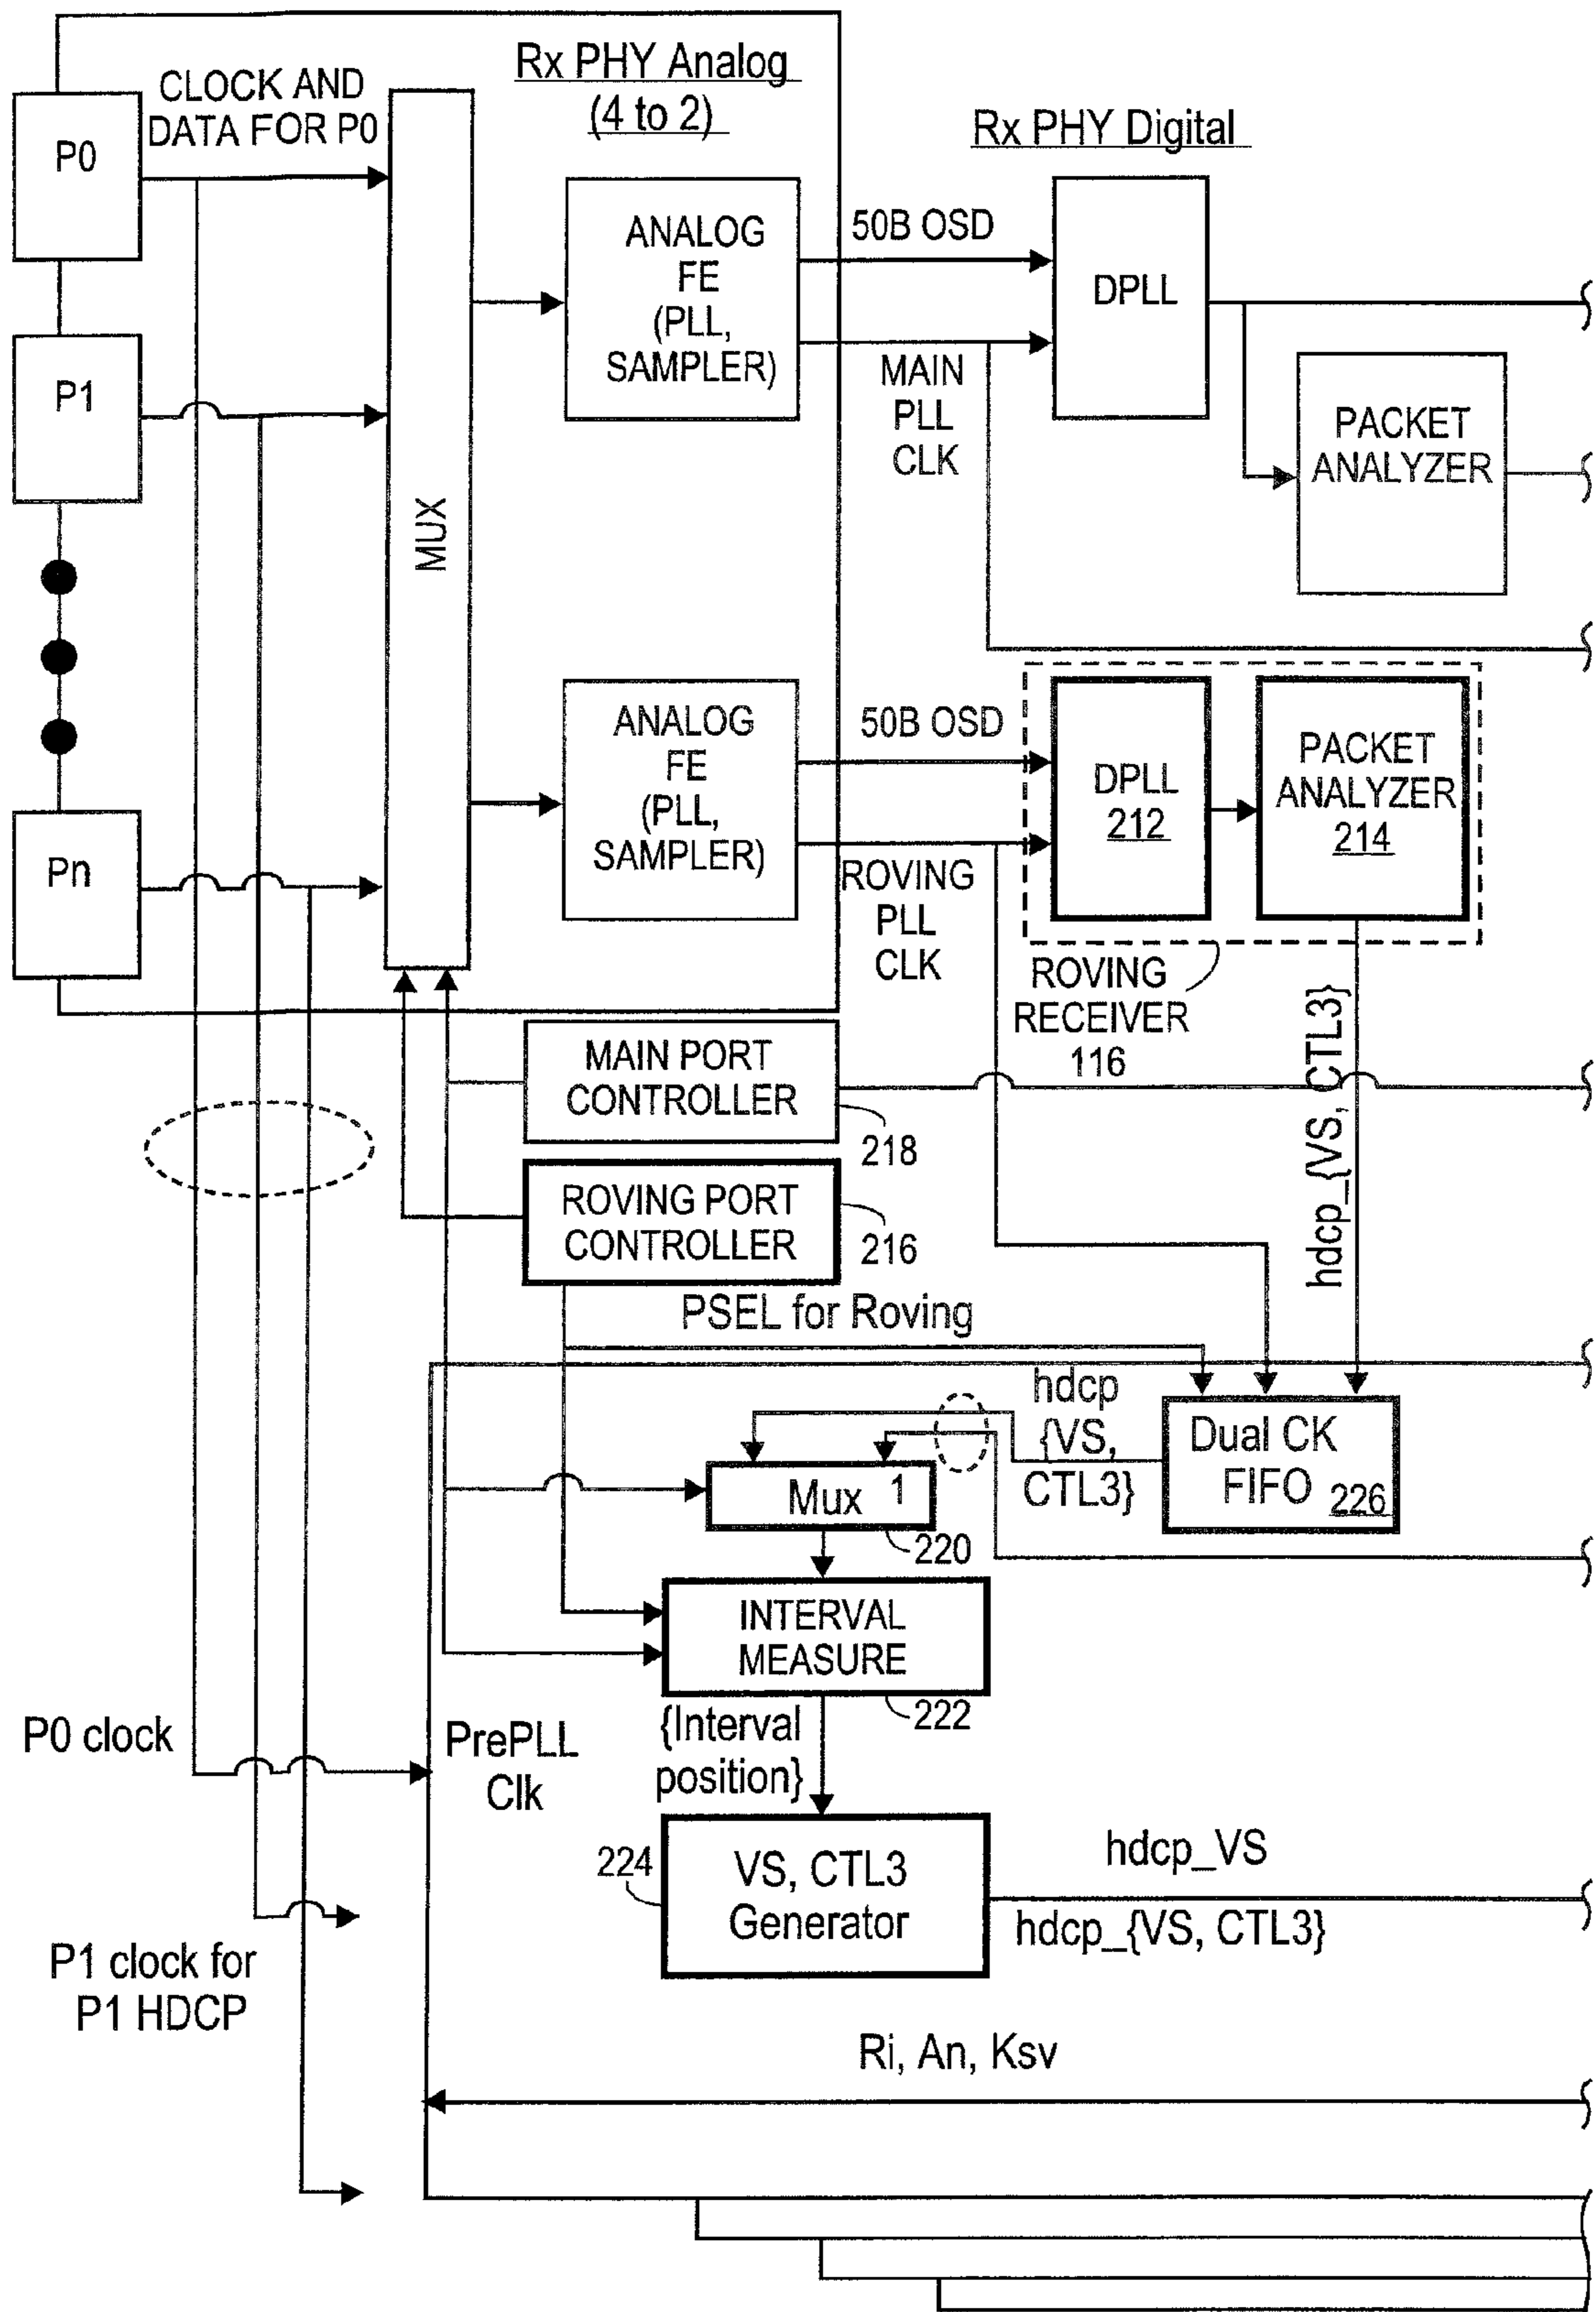 Rx PHY Analog
(4 to 2)
Rx PHY Digital
CLOCK AND
DATA FOR P0
P0
P1
Pn
MUX
ANALOG
FE
(PLL,
SAMPLER)
50B OSD
MAIN
PLL
CLK
DPLL
PACKET
ANALYZER
ANALOG
FE
(PLL,
SAMPLER)
50B OSD
ROVING
PLL
CLK
DPLL
212
PACKET
ANALYZER
214
ROVING
RECEIVER
116
hdcp_{VS, CTL3}
MAIN PORT
CONTROLLER
218
ROVING PORT
CONTROLLER
216
PSEL for Roving
hdcp
{VS,
CTL3}
Dual CK
FIFO 226
Mux 1
220
INTERVAL
MEASURE
222
P0 clock
PrePLL
Clk
{Interval
position}
224
VS, CTL3
Generator
hdcp_VS
hdcp_{VS, CTL3}
P1 clock for
P1 HDCP
Ri, An, Ksv